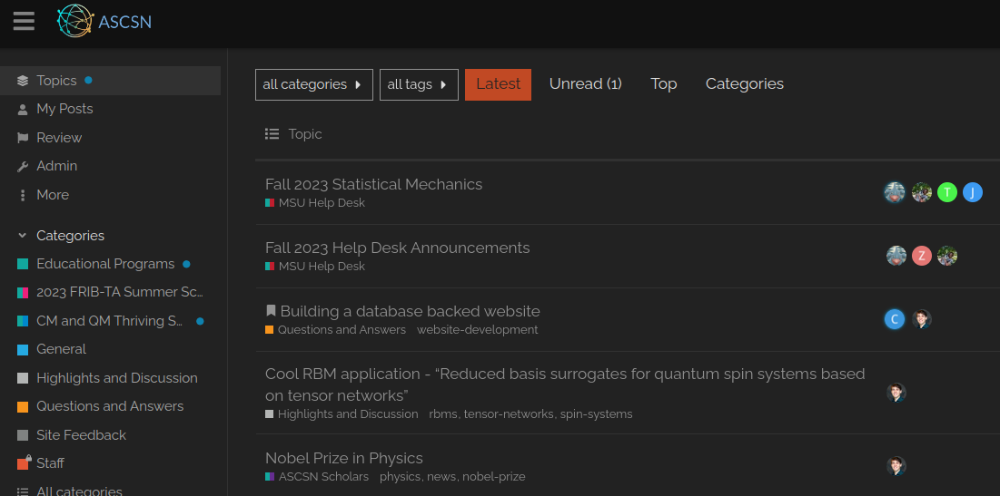 ASCSN
Topics
My Posts
Review
Admin
More
Categories
Educational Programs
2023 FRIB-TA Summer Sc...
CM and QM Thriving S...
General
Highlights and Discussion
Questions and Answers
Site Feedback
Staff
All categories
all categories
all tags
Latest
Unread (1)
Top
Categories
Topic
Fall 2023 Statistical Mechanics
MSU Help Desk
T
J
Fall 2023 Help Desk Announcements
MSU Help Desk
Z
Building a database backed website
Questions and Answers website-development
C
Cool RBM application - “Reduced basis surrogates for quantum spin systems based
on tensor networks”
Highlights and Discussion rbms, tensor-networks, spin-systems
Nobel Prize in Physics
ASCSN Scholars physics, news, nobel-prize